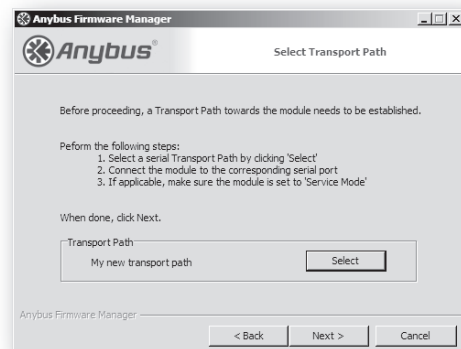 Anybus Firmware Manager
Anybus®
Select Transport Path
Before proceeding, a Transport Path towards the module needs to be established.
Peform the following steps:
1. Select a serial Transport Path by clicking 'Select'
2. Connect the module to the corresponding serial port
3. If applicable, make sure the module is set to 'Service Mode'
When done, click Next.
Transport Path
My new transport path
Select
Anybus Firmware Manager
< Back
Next >
Cancel